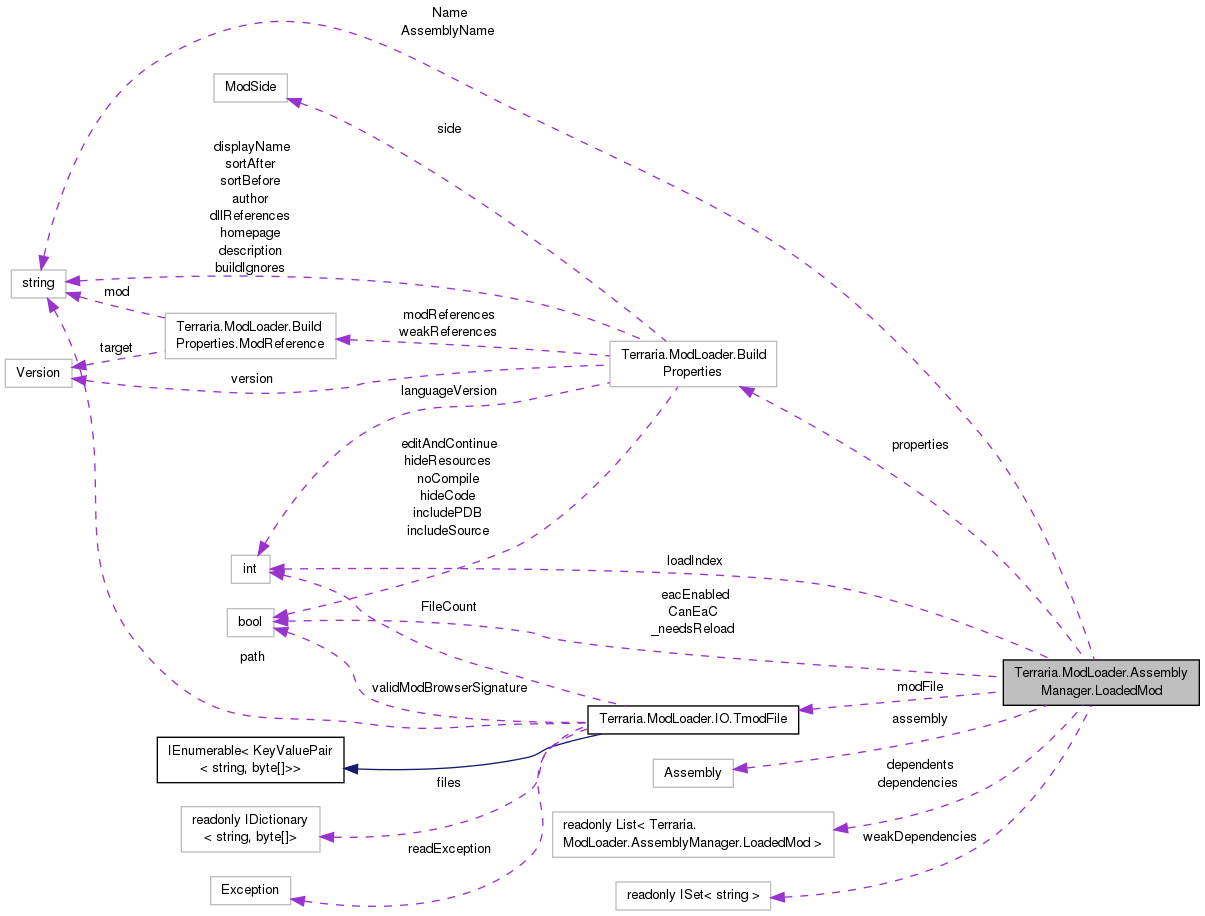 Name
AssemblyName
ModSide
side
displayName
sortAfter
sortBefore
author
dllReferences
homepage
description
buildIgnores
string
mod
Terraria.ModLoader.Build
Properties.ModReference
modReferences
weakReferences
target
Version
version
Terraria.ModLoader.Build
Properties
languageVersion
editAndContinue
hideResources
noCompile
hideCode
includePDB
includeSource
properties
int
loadIndex
bool
FileCount
eacEnabled
CanEaC
_needsReload
path
validModBrowserSignature
Terraria.ModLoader.Assembly
Manager.LoadedMod
modFile
Terraria.ModLoader.IO.TmodFile
assembly
IEnumerable< KeyValuePair
< string, byte[]>>
Assembly
files
dependents
dependencies
readonly IDictionary
< string, byte[]>
readonly List< Terraria.
ModLoader.AssemblyManager.LoadedMod >
weakDependencies
readException
Exception
readonly ISet< string >